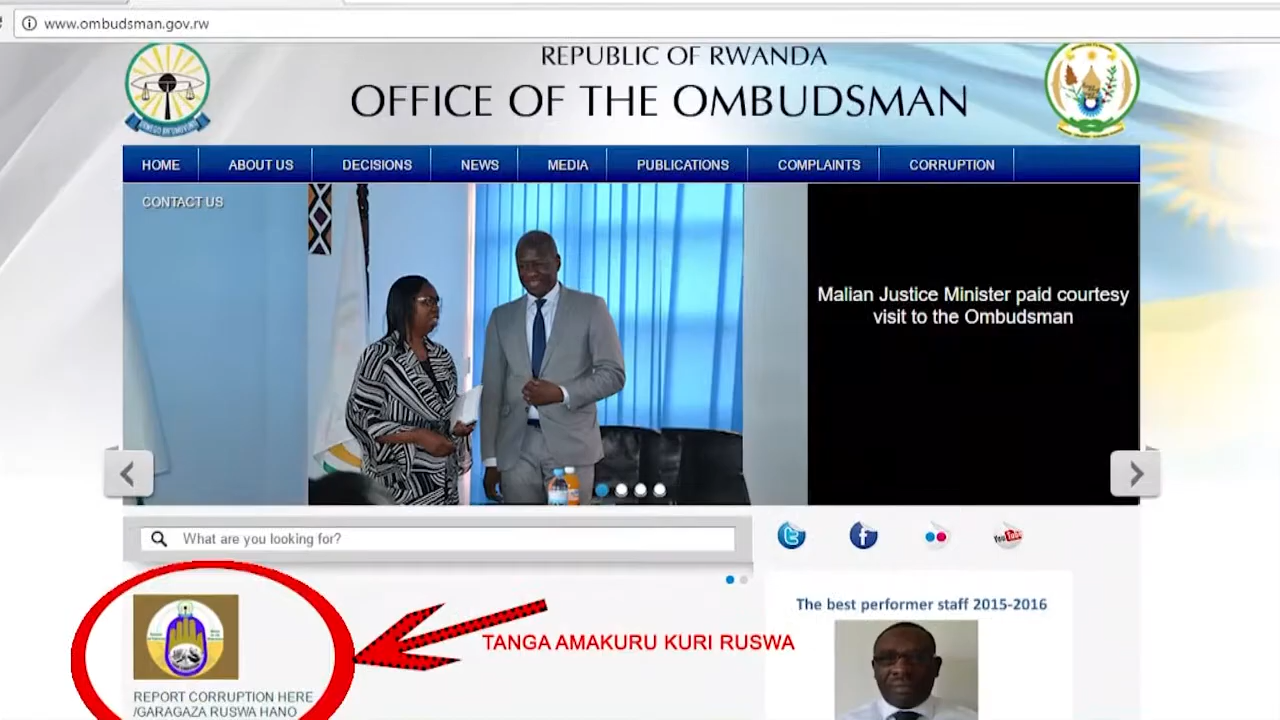 www.ombudsman.gov.rw
REPUBLIC OF RWANDA
OFFICE OF THE OMBUDSMAN
HOME
ABOUT US
DECISIONS
NEWS
MEDIA
PUBLICATIONS
COMPLAINTS
CORRUPTION
CONTACT US
Malian Justice Minister paid courtesy
visit to the Ombudsman
What are you looking for?
You Tube
The best performer staff 2015-2016
TANGA AMAKURU KURI RUSWA
REPORT CORRUPTION HERE
/GARAGAZA RUSWA HANO